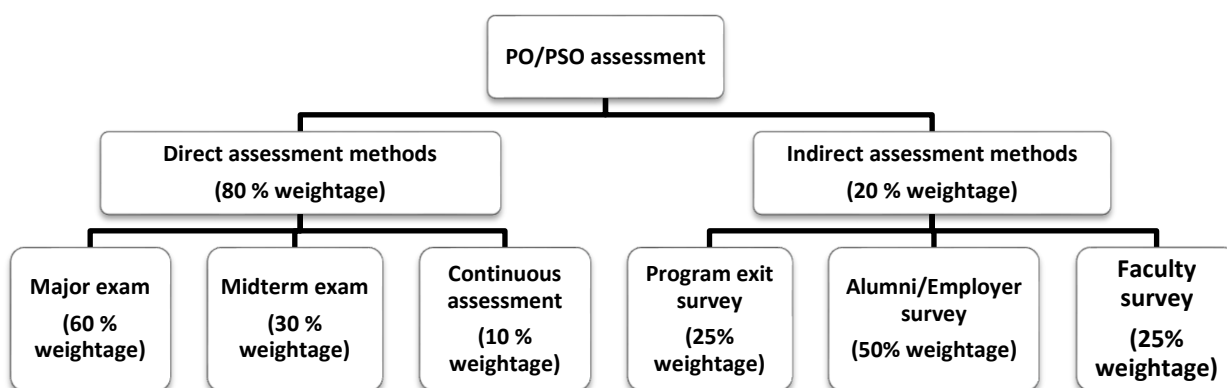 PO/PSO assessment
Direct assessment methods
(80 % weightage)
Indirect assessment methods
(20 % weightage)
Major exam
(60 %
weightage)
Midterm exam
(30 %
weightage)
Continuous
assessment
(10 %
weightage)
Program exit
survey
(25%
weightage)
Alumni/Employer
survey
(50% weightage)
Faculty
survey
(25%
weightage)